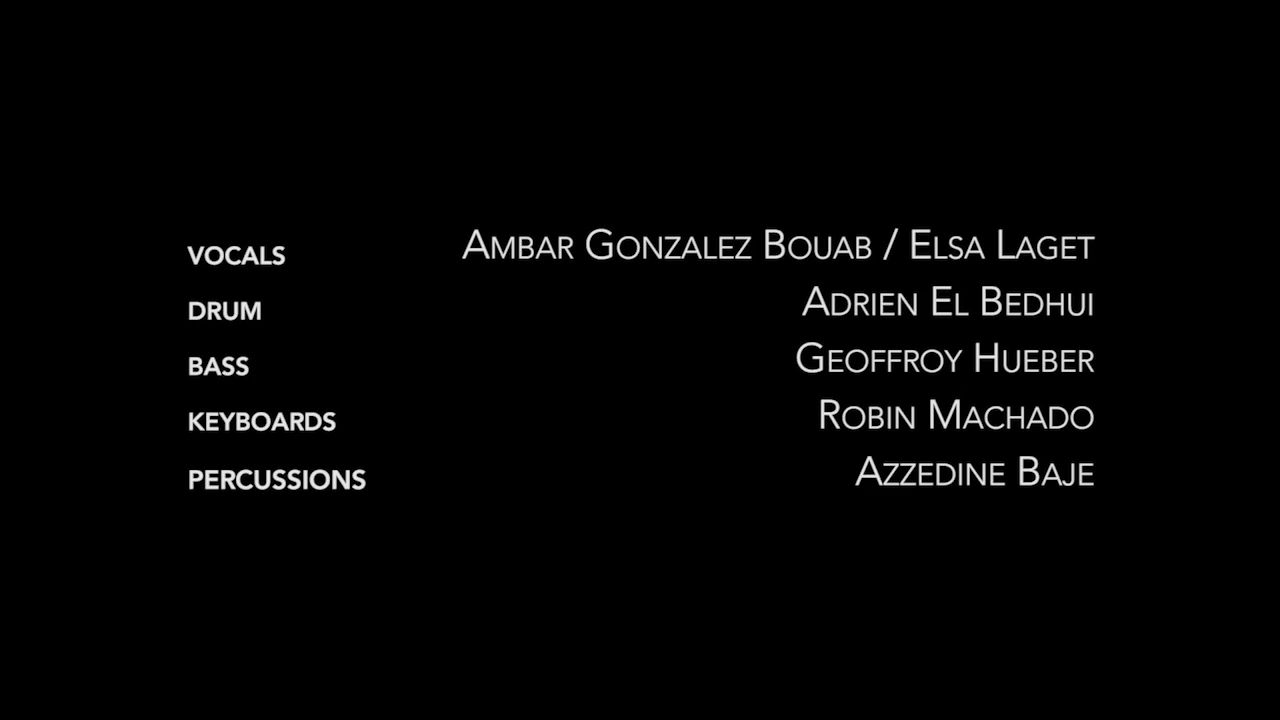 VOCALS AMBAR GONZALEZ BOUAB / ELSA LAGET
DRUM ADRIEN EL BEDHUI
BASS GEOFFROY HUEBER
KEYBOARDS ROBIN MACHADO
PERCUSSIONS AZZEDINE BAJE